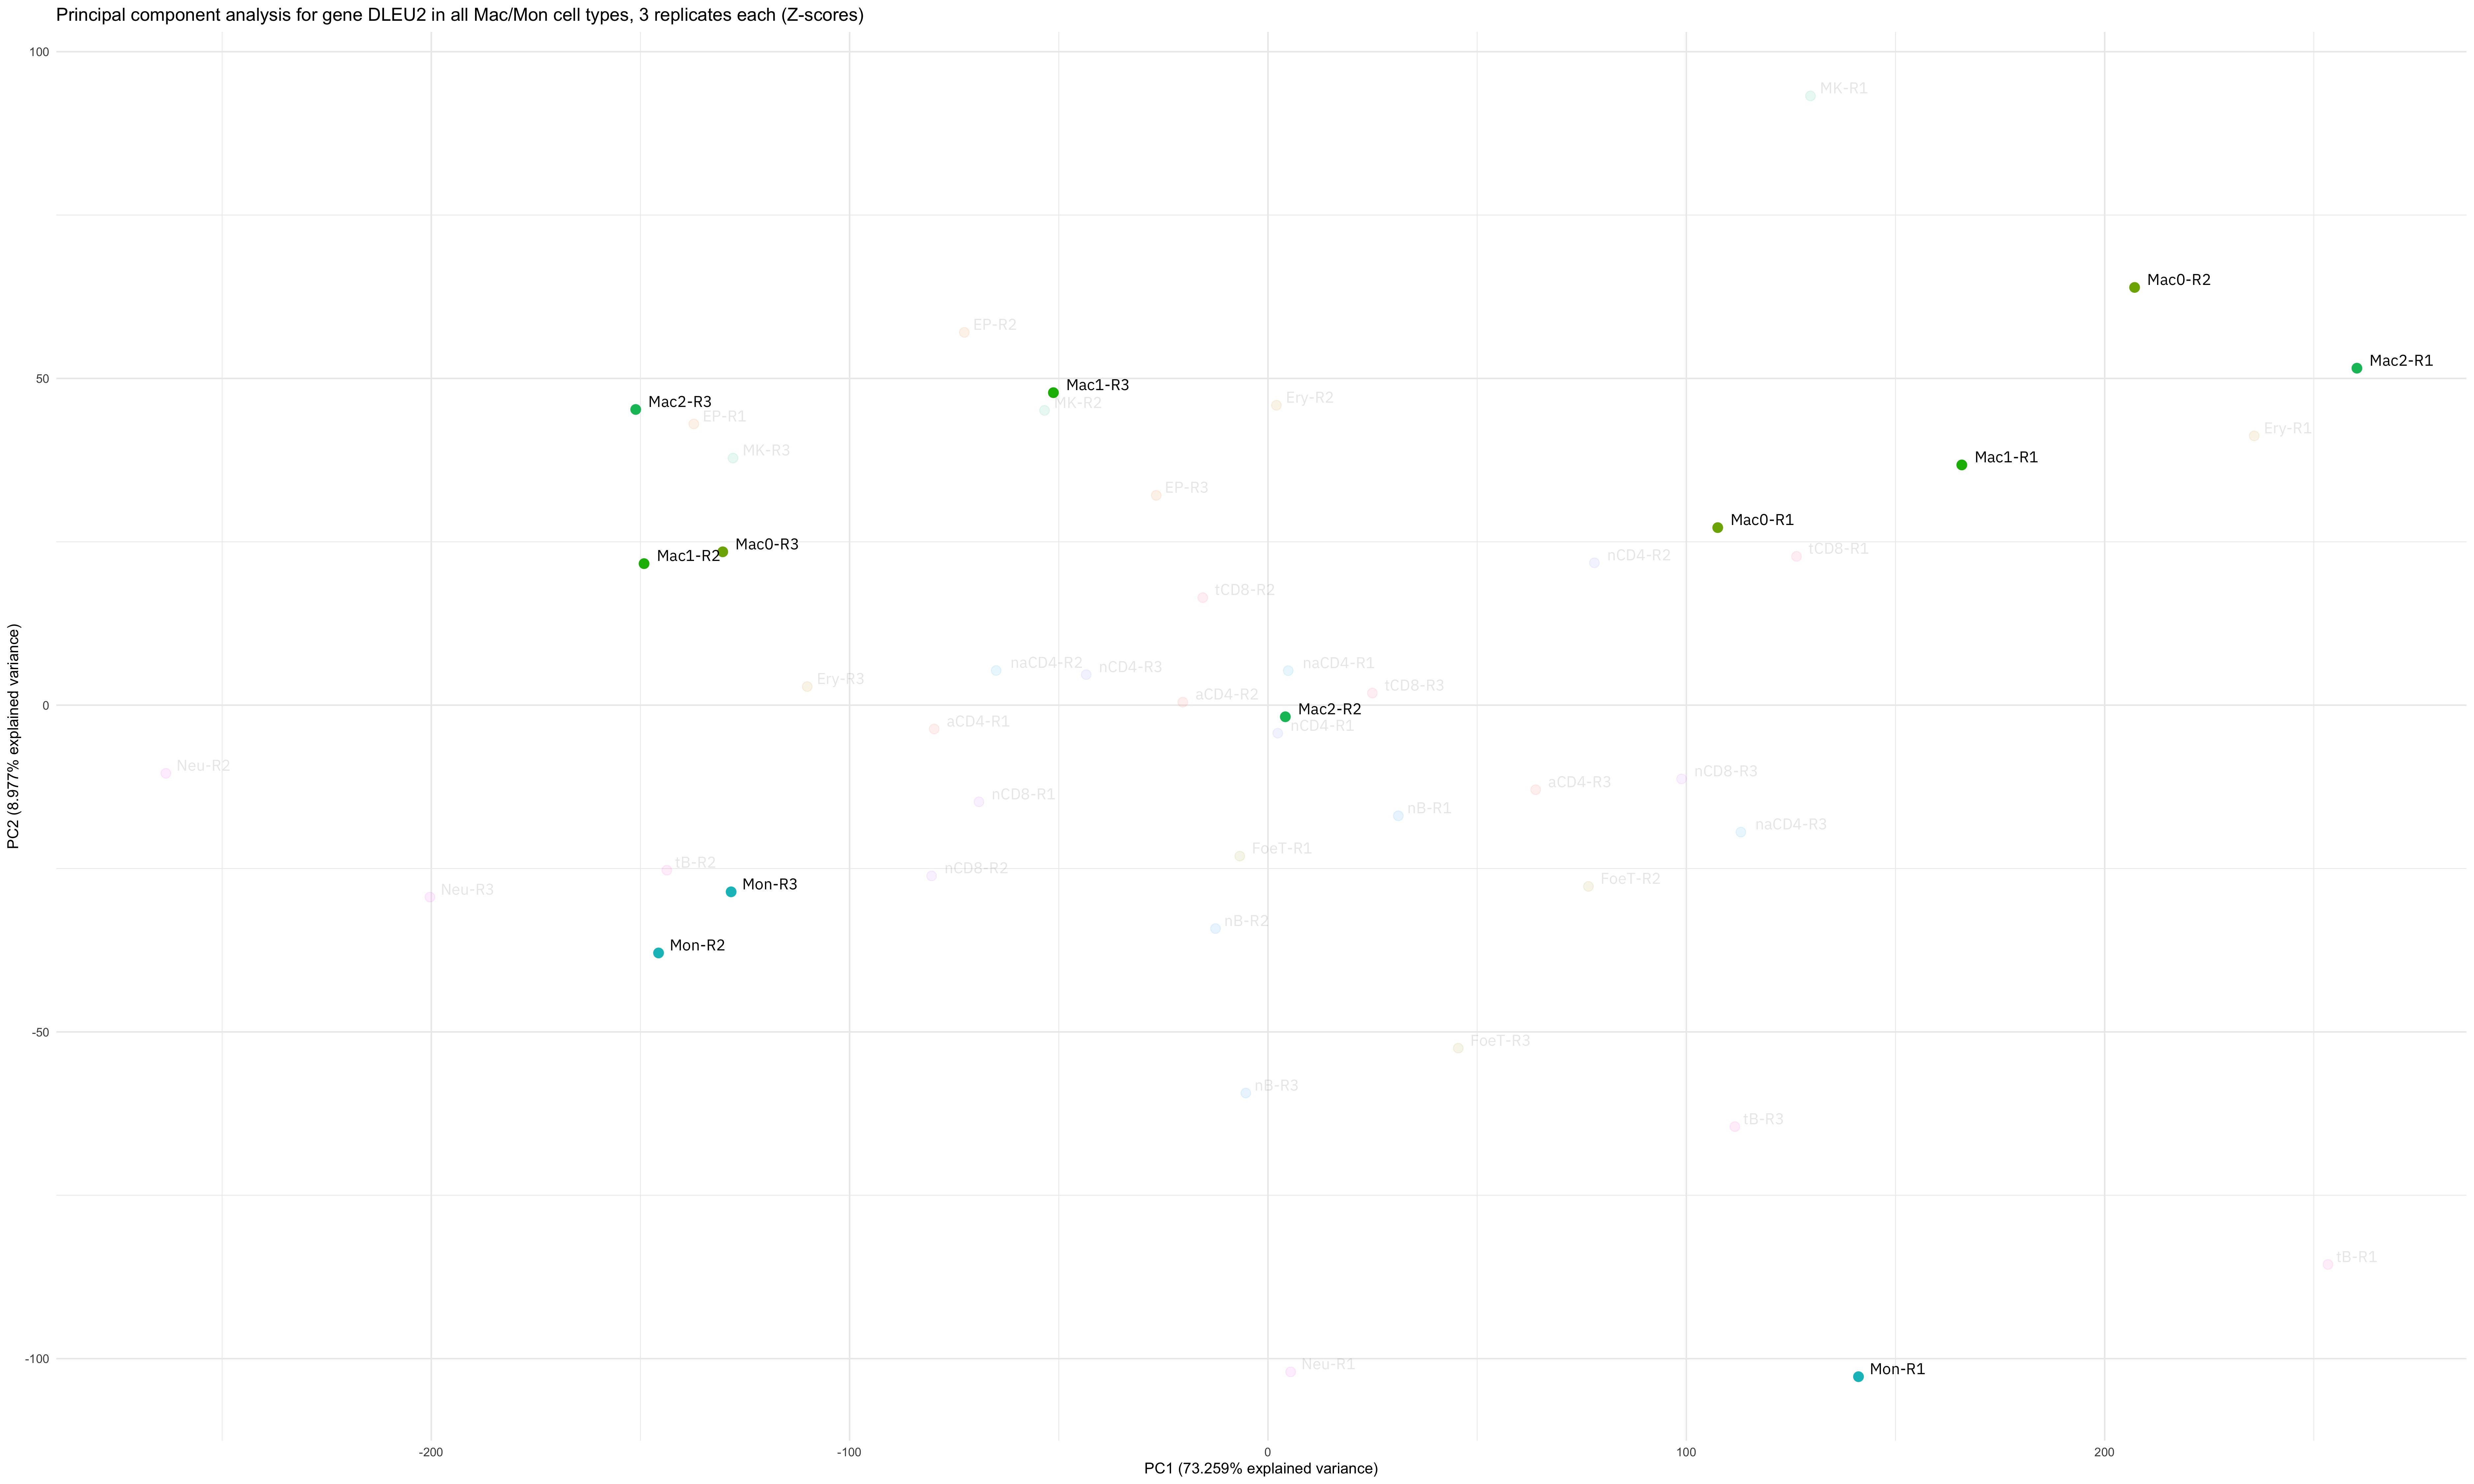 Principal component analysis for gene DLEU2 in all Mac/Mon cell types, 3 replicates each (Z-scores)
100
MK-R1
Mac0-R2
EP-R2
Mac2-R1
50
Mac1-R3
Mac2-R3
MK-R2
Ery-R2
EP-R1
Ery-R1
MK-R3
Mac1-R1
EP-R3
Mac0-R1
Mac0-R3
tCD8-R1
Mac1-R2
nCD4-R2
tCD8-R2
naCD4-R2
nCD4-R3
naCD4-R1
Ery-R3
tCD8-R3
aCD4-R2
0
Mac2-R2
aCD4-R1
nCD4-R1
Neu-R2
nCD8-R3
aCD4-R3
nCD8-R1
nB-R1
naCD4-R3
FoeT-R1
tB-R2
nCD8-R2
FoeT-R2
Mon-R3
Neu-R3
nB-R2
Mon-R2
-50
FoeT-R3
nB-R3
tB-R3
tB-R1
-100
Neu-R1
Mon-R1
PC2 (8.977% explained variance)
-200
-100
0
100
200
PC1 (73.259% explained variance)